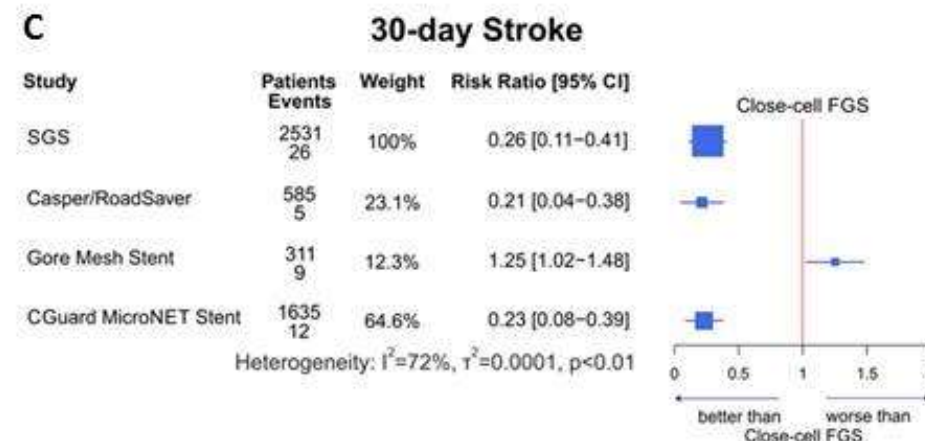 C
30-day Stroke
Study Patients Events Weight Risk Ratio [95% CI]
Close-cell FGS
SGS 2531 26 100% 0.26 [0.11−0.41]
Casper/RoadSaver 585 5 23.1% 0.21 [0.04−0.38]
Gore Mesh Stent 311 9 12.3% 1.25 [1.02−1.48]
CGuard MicroNET Stent 1635 12 64.6% 0.23 [0.08−0.39]
Heterogeneity: I²=72%, τ²=0.0001, p<0.01
0 0.5 1 1.5
better than worse than
Close-cell FGS